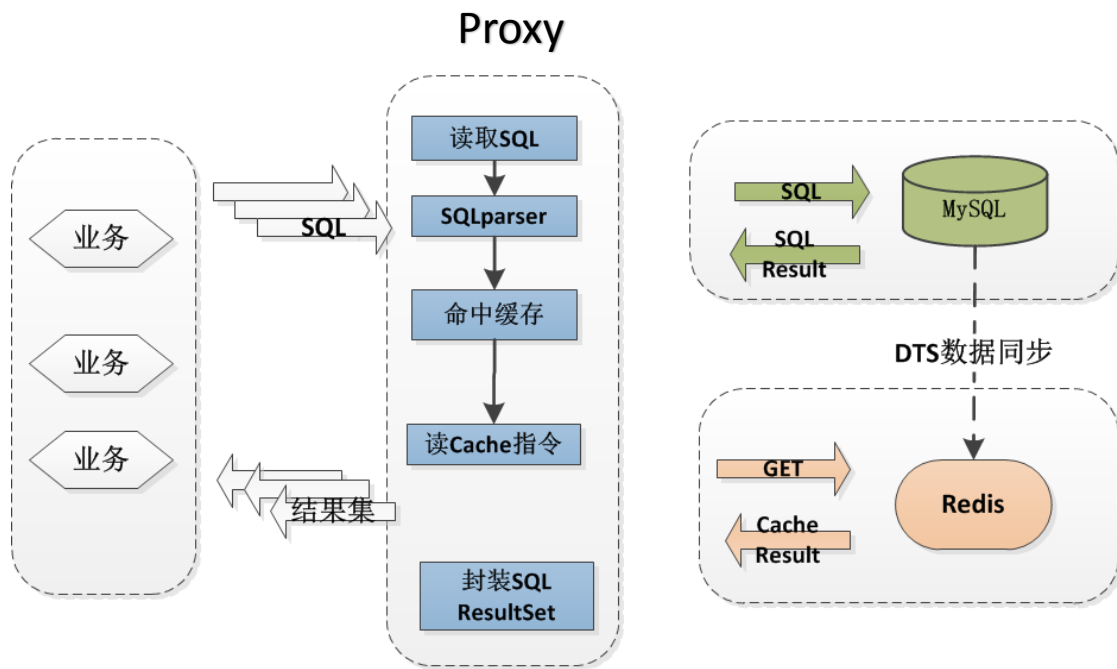 Proxy
业务
业务
业务
SQL
结果集
读取SQL
SQLparser
命中缓存
读Cache指令
封装SQL
ResultSet
SQL
SQL
Result
MySQL
DTS数据同步
GET
Cache
Result
Redis